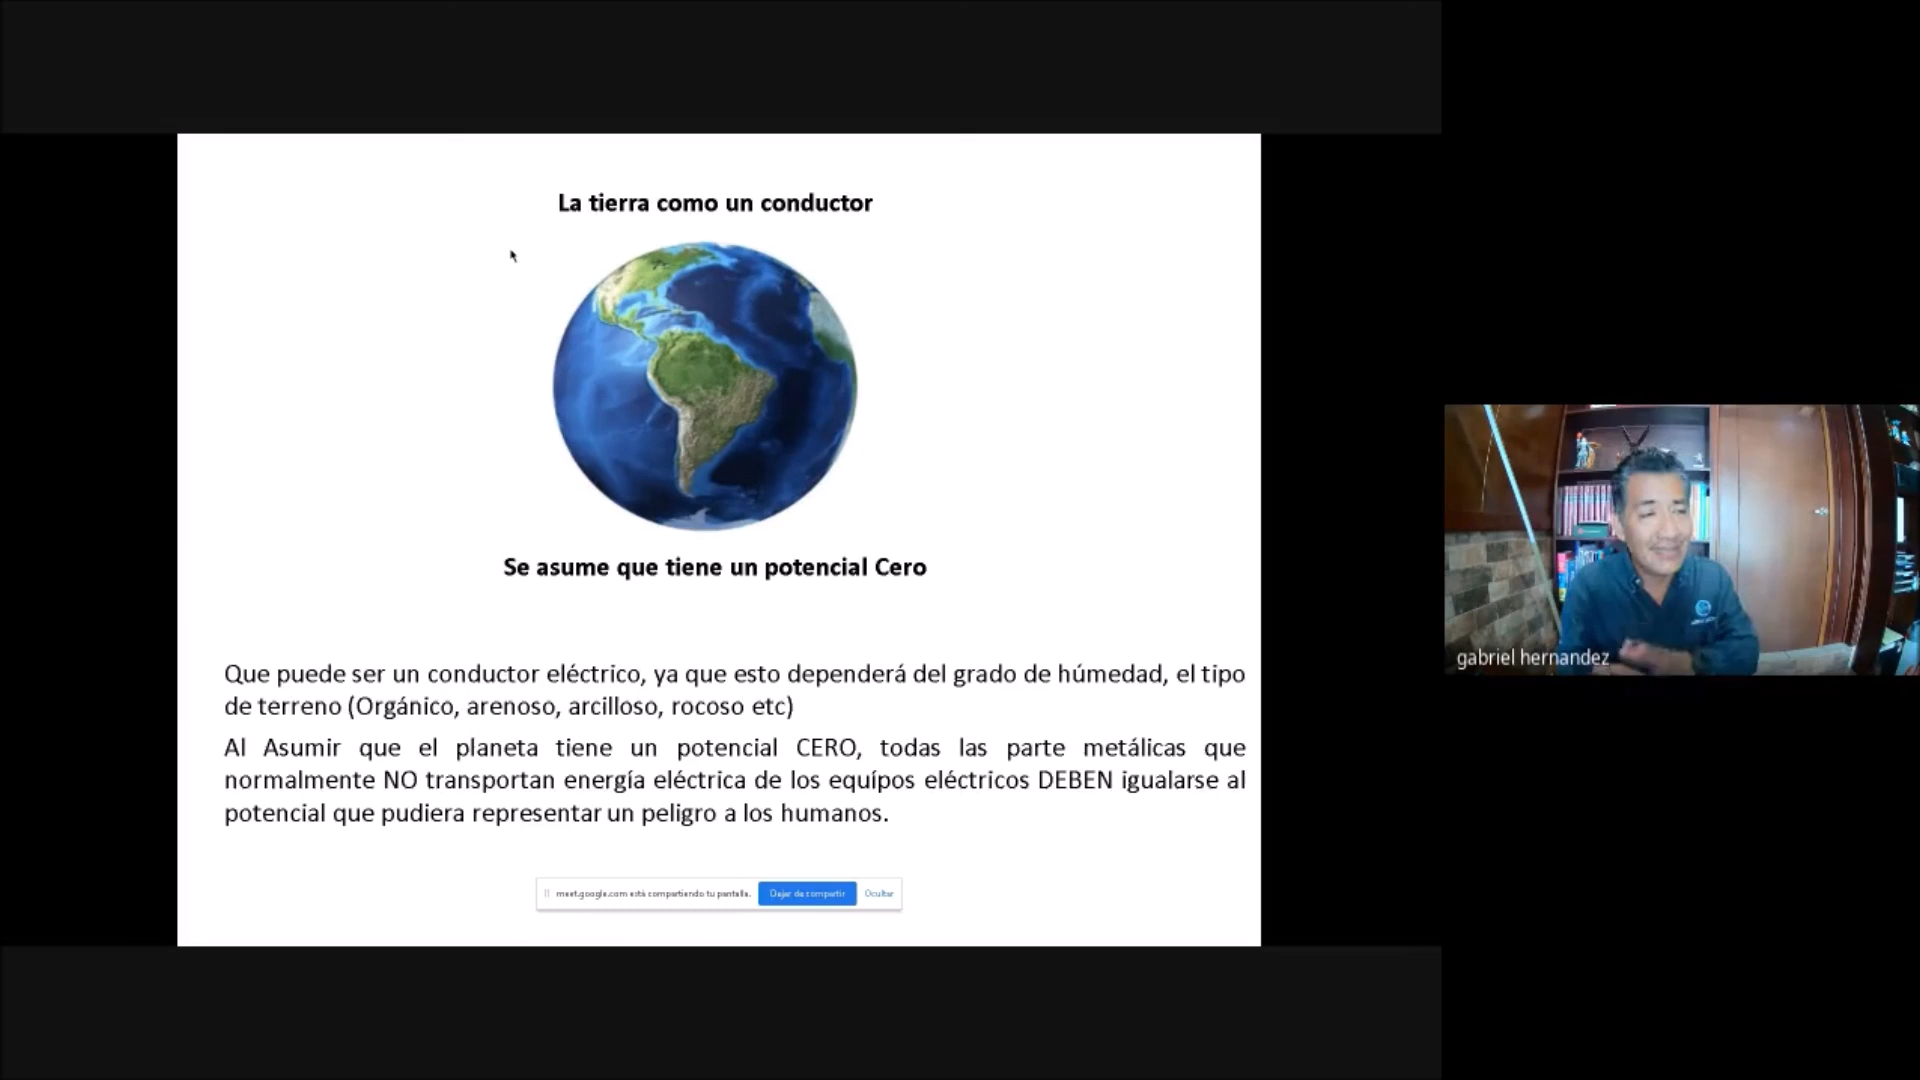 La tierra como un conductor
Se asume que tiene un potencial Cero
Que puede ser un conductor eléctrico, ya que esto dependerá del grado de húmedad, el tipo
de terreno (Orgánico, arenoso, arcilloso, rocoso etc)
Al Asumir que el planeta tiene un potencial CERO, todas las parte metálicas que
normalmente NO transportan energía eléctrica de los equípos eléctricos DEBEN igualarse al
potencial que pudiera representar un peligro a los humanos.
meet.google.com está compartiendo tu pantalla.
Dejar de compartir
Ocultar
gabriel hernandez